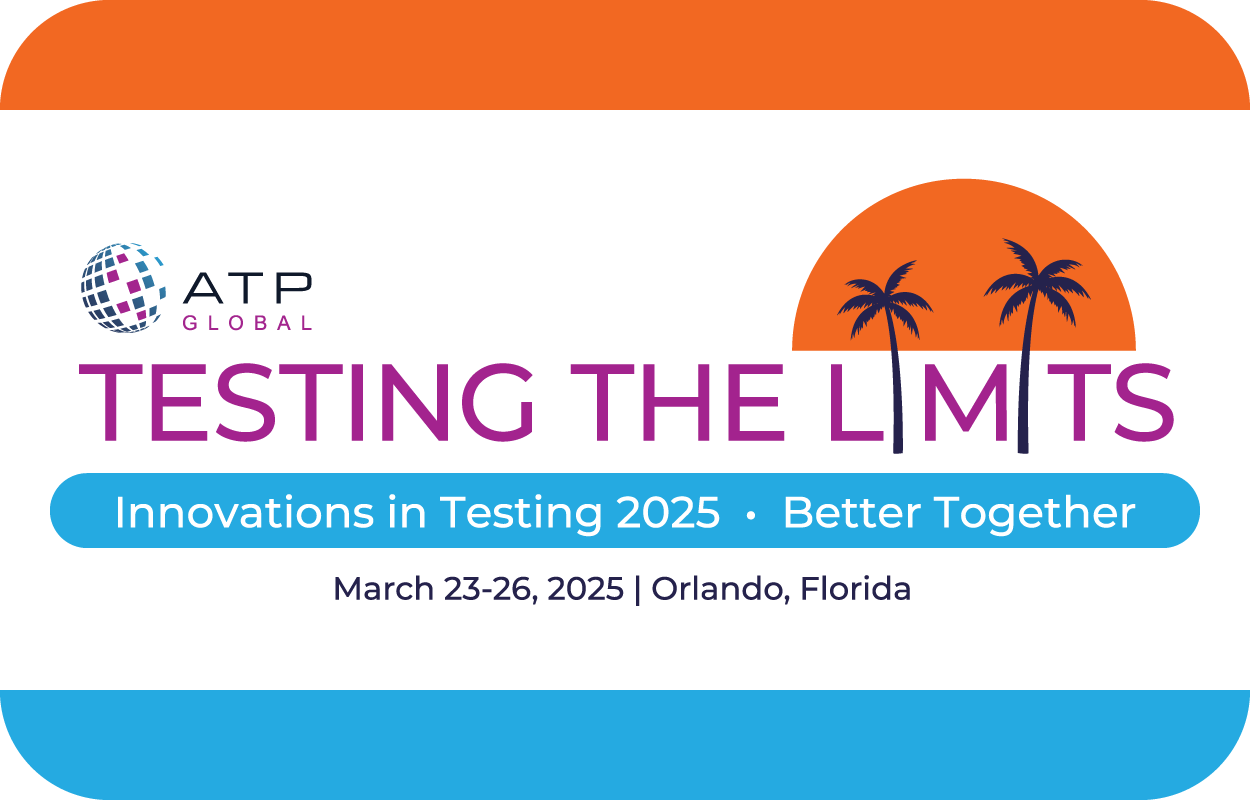 ATP
GLOBAL
TESTING THE LIMITS
Innovations in Testing 2025 • Better Together
March 23-26, 2025 | Orlando, Florida